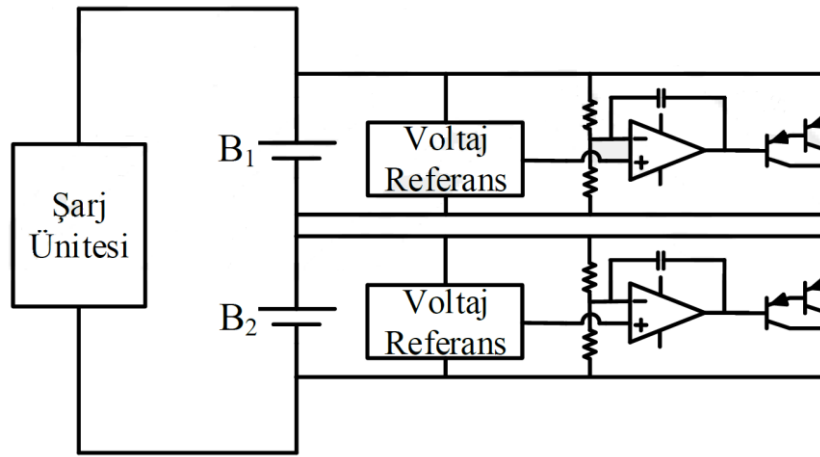 Şarj
Ünitesi
B₁
Voltaj
Referans
B₂
Voltaj
Referans